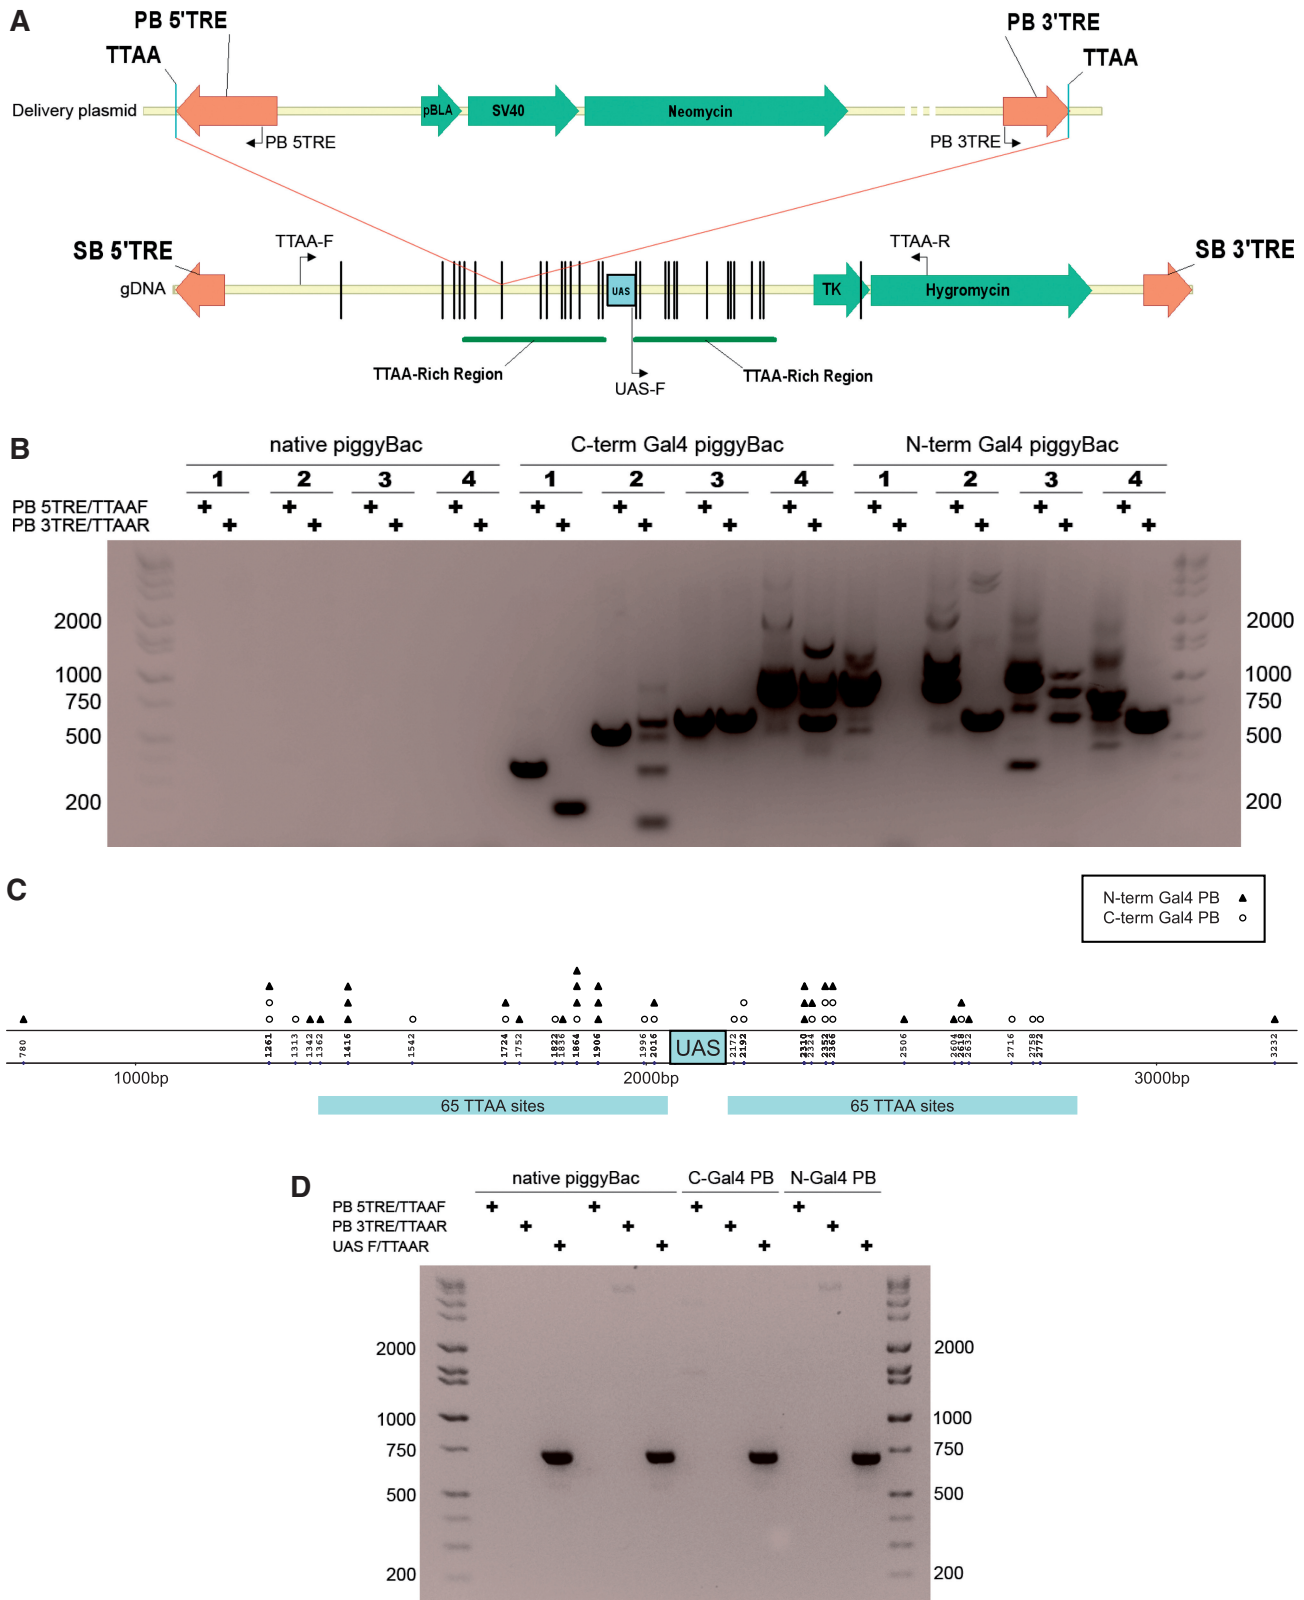 A
PB 5'TRE
PB 3'TRE
TTAA
TTAA
Delivery plasmid
pBLA
SV40
Neomycin
PB 5TRE
PB 3TRE
SB 5'TRE
TTAA-F
TTAA-R
SB 3'TRE
gDNA
UAS
TK
Hygromycin
TTAA-Rich Region
TTAA-Rich Region
UAS-F
B
native piggyBac
C-term Gal4 piggyBac
N-term Gal4 piggyBac
1 2 3 4 1 2 3 4 1 2 3 4
PB 5TRE/TTAAF + + + + + + + + + + + +
PB 3TRE/TTAAR + + + + + + + + + + + +
2000 2000
1000 1000
750 750
500 500
200 200
C
N-term Gal4 PB ▲
C-term Gal4 PB ○
780 1261 1313 1342 1362 1416 1542 1724 1752 1822 1836 1864 1906 1996 2016 UAS 2172 2192 2310 2324 2352 2366 2506 2604 2618 2632 2716 2758 2772 3232
1000bp 2000bp 3000bp
65 TTAA sites 65 TTAA sites
D
native piggyBac C-Gal4 PB N-Gal4 PB
PB 5TRE/TTAAF + + + +
PB 3TRE/TTAAR + + + +
UAS F/TTAAR + + + +
2000 2000
1000 1000
750 750
500 500
200 200